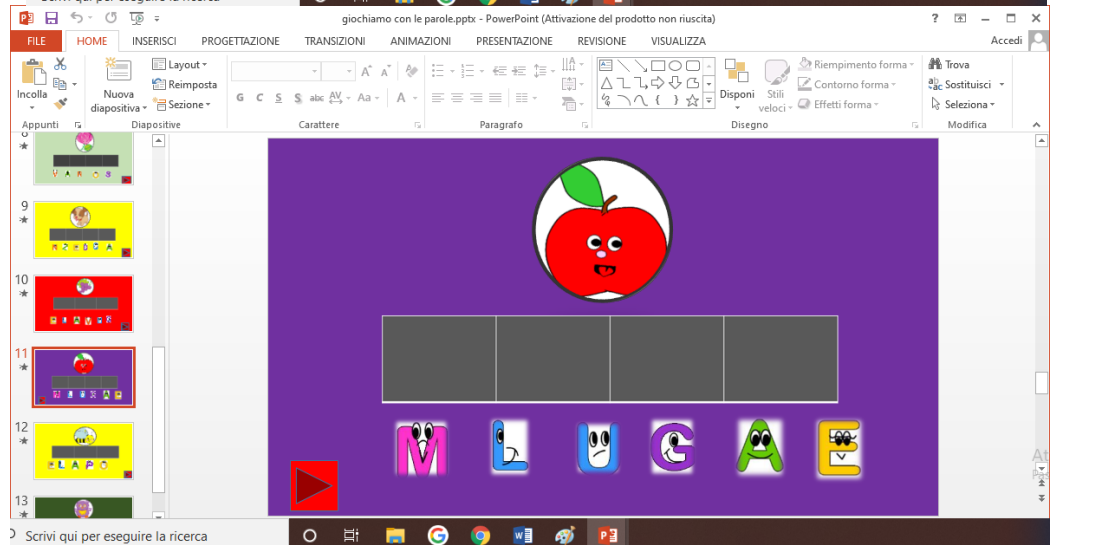 Scrivi qui per eseguire la ricerca
giochiamo con le parole.pptx - PowerPoint (Attivazione del prodotto non riuscita)
FILE HOME INSERISCI PROGETTAZIONE TRANSIZIONI ANIMAZIONI PRESENTAZIONE REVISIONE VISUALIZZA Accedi
Incolla
Nuova diapositiva
Layout
Reimposta
Sezione
G C S S abc AV Aa A
Disponi
Stili veloci
Riempimento forma
Contorno forma
Effetti forma
Trova
Sostituisci
Seleziona
Appunti Diapositive Carattere Paragrafo Disegno Modifica
9
10
11
12
E L A P O
13
M L U G A E
Scrivi qui per eseguire la ricerca